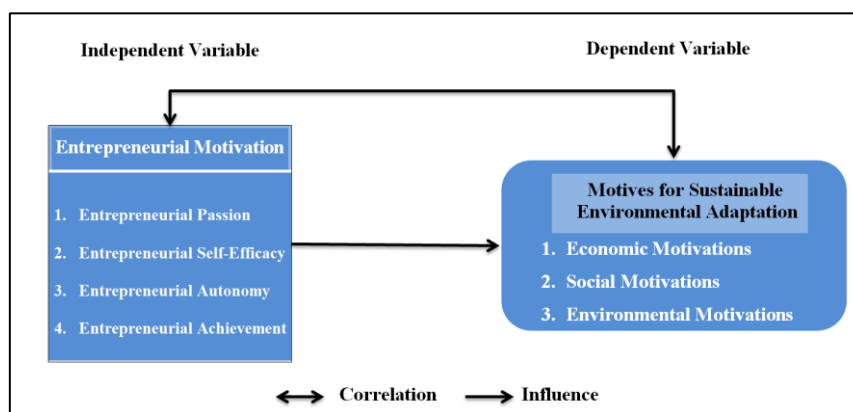 Independent Variable
Dependent Variable
Entrepreneurial Motivation
1. Entrepreneurial Passion
2. Entrepreneurial Self-Efficacy
3. Entrepreneurial Autonomy
4. Entrepreneurial Achievement
Motives for Sustainable
Environmental Adaptation
1. Economic Motivations
2. Social Motivations
3. Environmental Motivations
Correlation
Influence